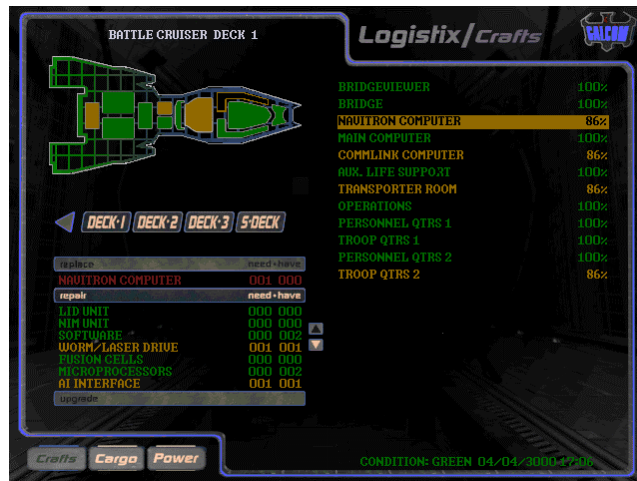 BATTLE CRUISER DECK 1
Logistix/Crafts
GALCOM
BRIDGEVIEWER 100%
BRIDGE 100%
NAVITRON COMPUTER 86%
MAIN COMPUTER 100%
COMMLINK COMPUTER 86%
AUX. LIFE SUPPORT 100%
TRANSPORTER ROOM 86%
OPERATIONS 100%
PERSONNEL QTRS 1 100%
TROOP QTRS 1 100%
PERSONNEL QTRS 2 100%
TROOP QTRS 2 86%
DECK·1 DECK·2 DECK·3 S·DECK
replace need·have
NAVITRON COMPUTER 001 000
repair need·have
LID UNIT 000 000
NIM UNIT 000 000
SOFTWARE 000 002
WORM/LASER DRIVE 001 001
FUSION CELLS 000 000
MICROPROCESSORS 000 002
AI INTERFACE 001 001
upgrade
Crafts Cargo Power
CONDITION: GREEN 04/04/3000-17:06